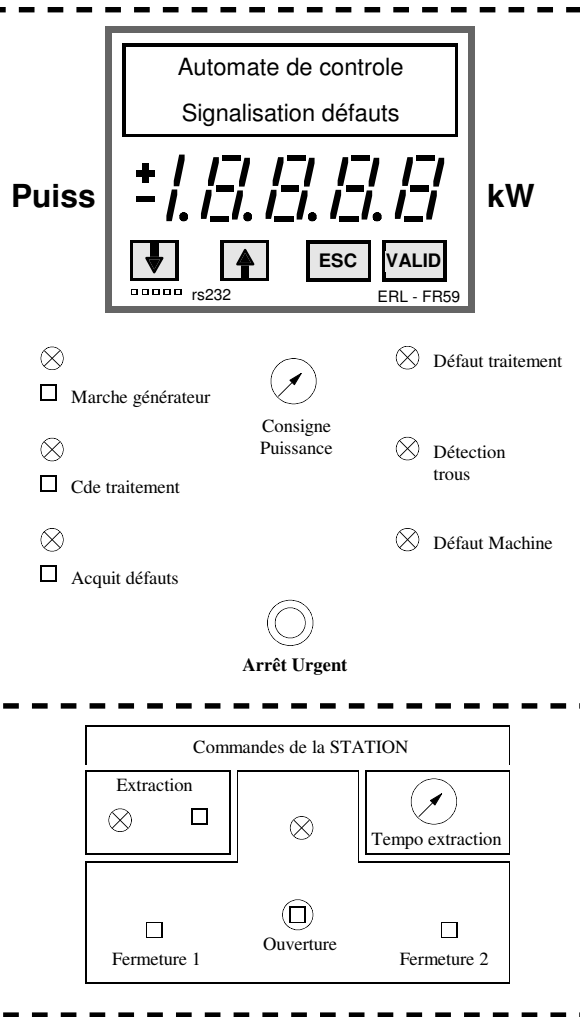 Automate de controle
Signalisation défauts
Puiss ±1.8.8.8.8 kW
ESC VALID
rs232 ERL - FR59
Défaut traitement
Marche générateur
Consigne
Puissance
Détection
trous
Cde traitement
Défaut Machine
Acquit défauts
Arrêt Urgent
Commandes de la STATION
Extraction
Tempo extraction
Ouverture
Fermeture 1 Fermeture 2